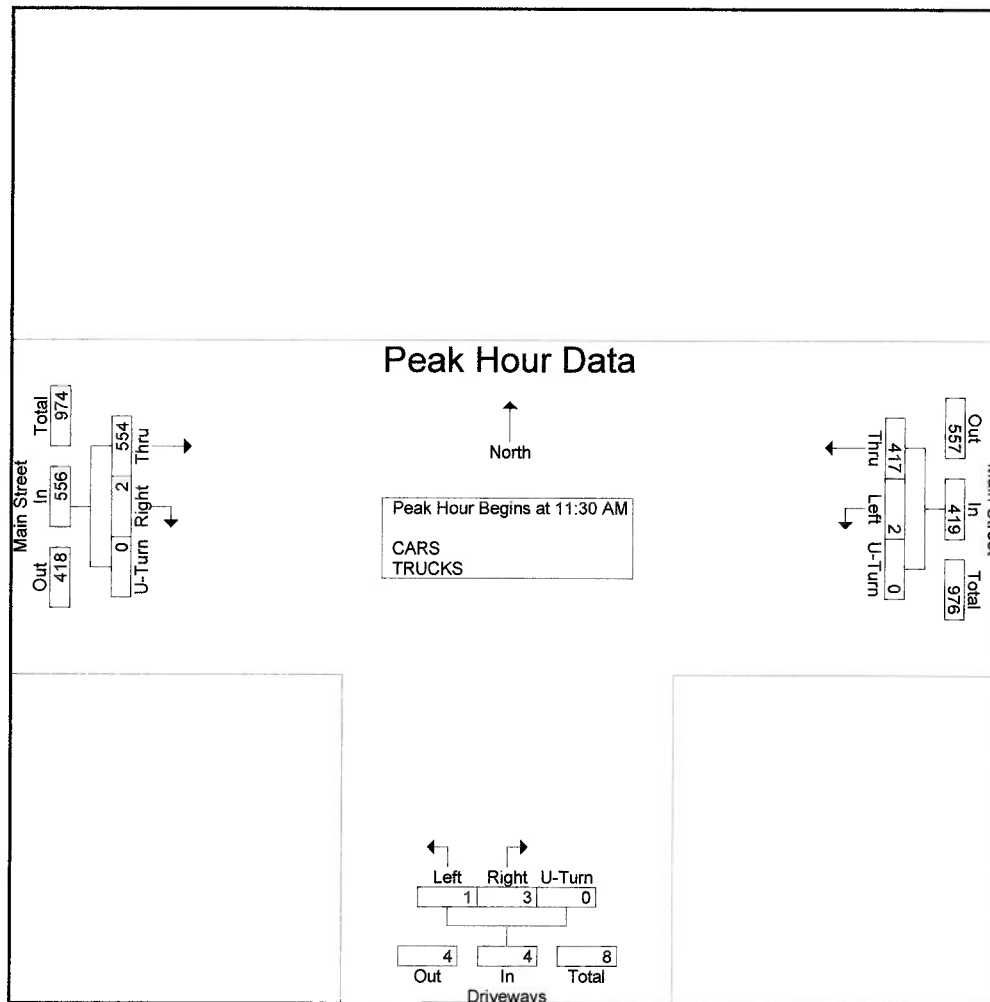 Peak Hour Data
North
Peak Hour Begins at 11:30 AM
CARS
TRUCKS
Main Street
Out In Total
418 556 974
0 2 554
U-Turn Right Thru
Out In Total
557 419 976
417 2 0
Thru Left U-Turn
Left Right U-Turn
1 3 0
4 4 8
Out In Total
Driveways